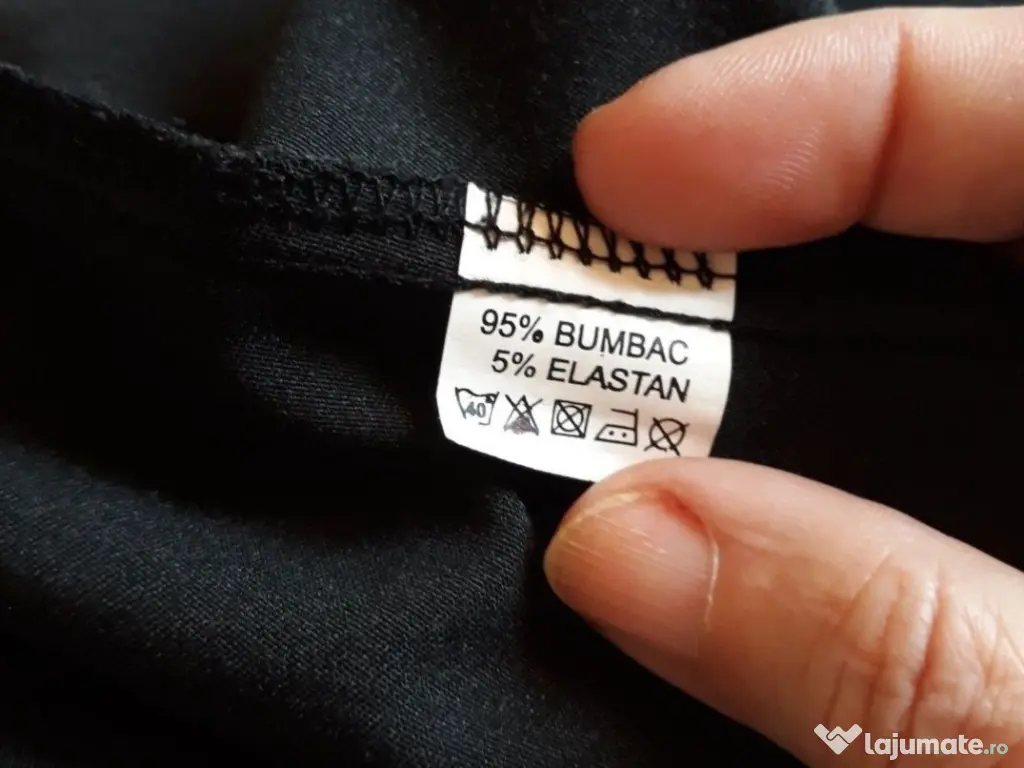 95% BUMBAC
5% ELASTAN
40
lajumate.ro